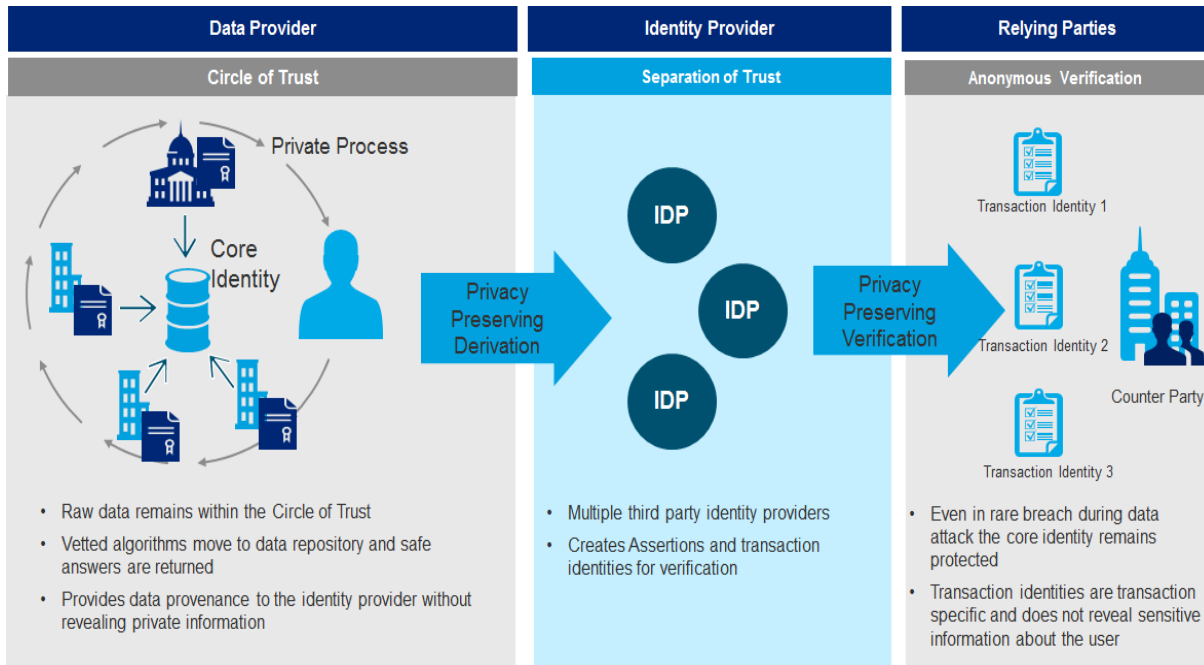 Data Provider
Circle of Trust
Private Process
Core
Identity
Privacy
Preserving
Derivation
• Raw data remains within the Circle of Trust
• Vetted algorithms move to data repository and safe
answers are returned
• Provides data provenance to the identity provider without
revealing private information
Identity Provider
Separation of Trust
IDP
IDP
IDP
Privacy
Preserving
Verification
• Multiple third party identity providers
• Creates Assertions and transaction
identities for verification
Relying Parties
Anonymous Verification
Transaction Identity 1
Transaction Identity 2
Counter Party
Transaction Identity 3
• Even in rare breach during data
attack the core identity remains
protected
• Transaction identities are transaction
specific and does not reveal sensitive
information about the user